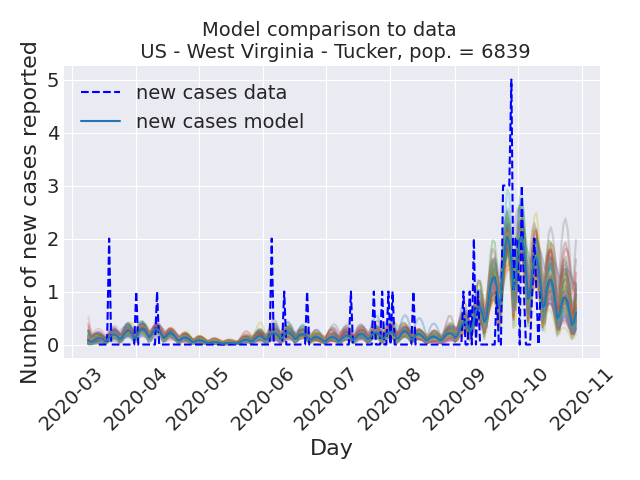 Model comparison to data
US - West Virginia - Tucker, pop. = 6839
Number of new cases reported
5
4
3
2
1
0
new cases data
new cases model
2020-03
2020-04
2020-05
2020-06
2020-07
2020-08
2020-09
2020-10
2020-11
Day